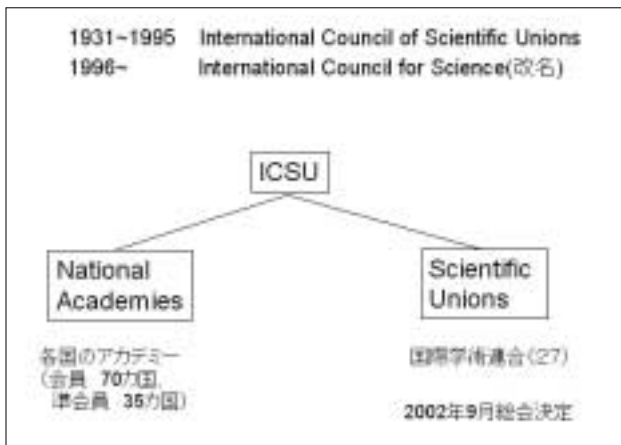 1931~1995 International Council of Scientific Unions
1996~ International Council for Science(改名)
ICSU
National
Academies
Scientific
Unions
各国のアカデミー
(会員 70カ国,
準会員 35カ国)
国際学術連合(27)
2002年9月総会決定